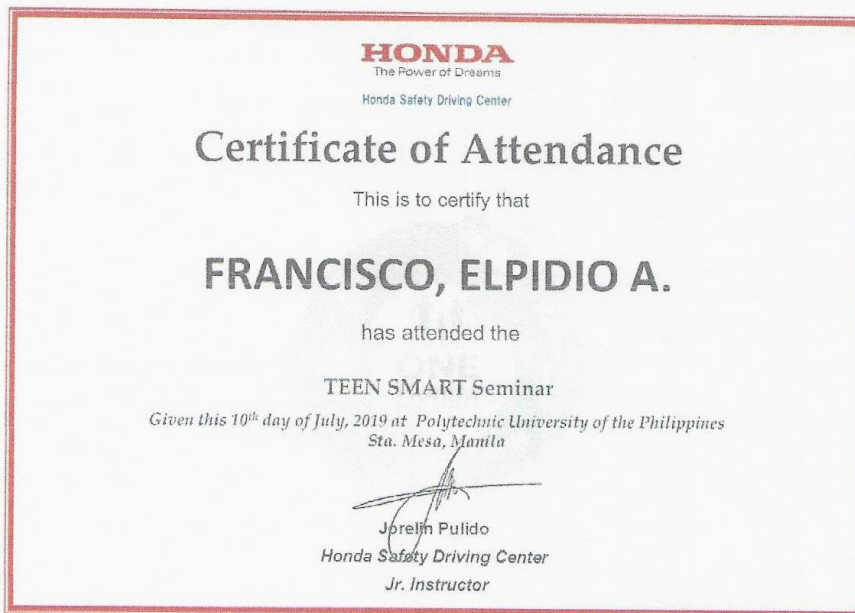 HONDA
The Power of Dreams
Honda Safety Driving Center
Certificate of Attendance
This is to certify that
FRANCISCO, ELPIDIO A.
has attended the
ONE
TEEN SMART Seminar
Given this 10th day of July, 2019 at Polytechnic University of the Philippines
Sta. Mesa, Manila
Jorelin Pulido
Honda Safety Driving Center
Jr. Instructor